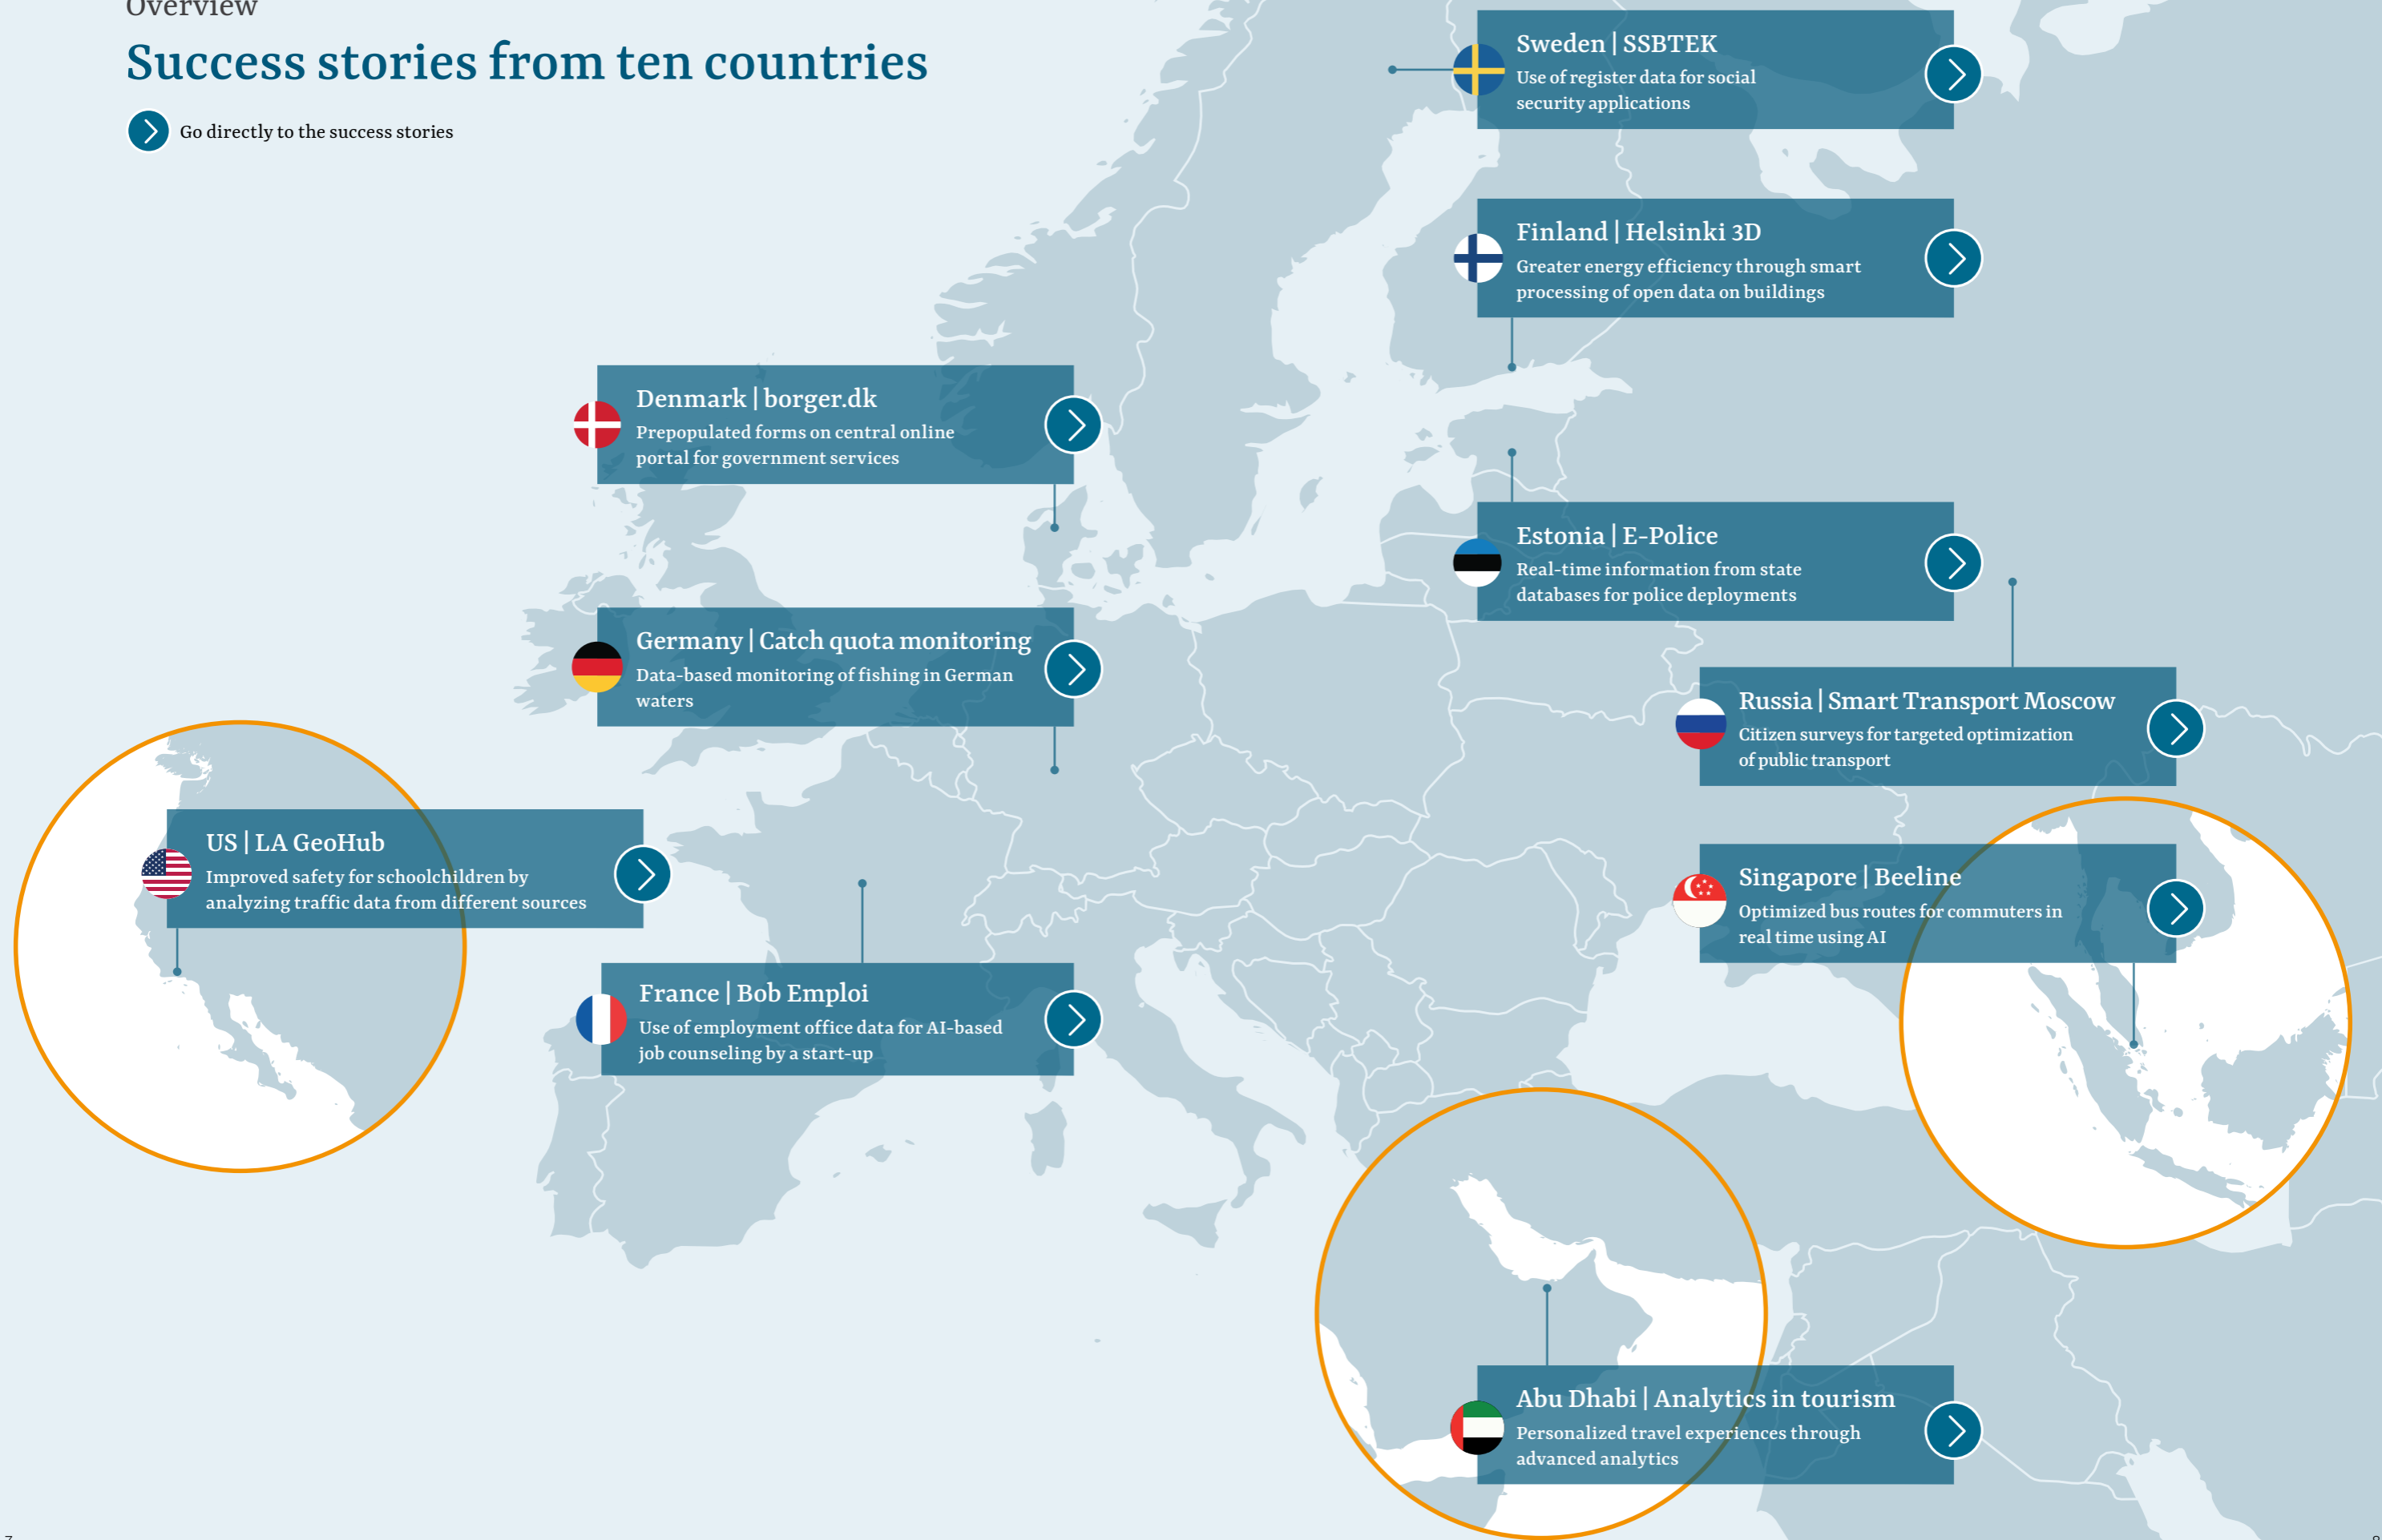 Overview
Success stories from ten countries
Go directly to the success stories
Sweden | SSBTEK
Use of register data for social
security applications
Finland | Helsinki 3D
Greater energy efficiency through smart
processing of open data on buildings
Denmark | borger.dk
Prepopulated forms on central online
portal for government services
Estonia | E-Police
Real-time information from state
databases for police deployments
Germany | Catch quota monitoring
Data-based monitoring of fishing in German
waters
Russia | Smart Transport Moscow
Citizen surveys for targeted optimization
of public transport
US | LA GeoHub
Improved safety for schoolchildren by
analyzing traffic data from different sources
Singapore | Beeline
Optimized bus routes for commuters in
real time using AI
France | Bob Emploi
Use of employment office data for AI-based
job counseling by a start-up
Abu Dhabi | Analytics in tourism
Personalized travel experiences through
advanced analytics